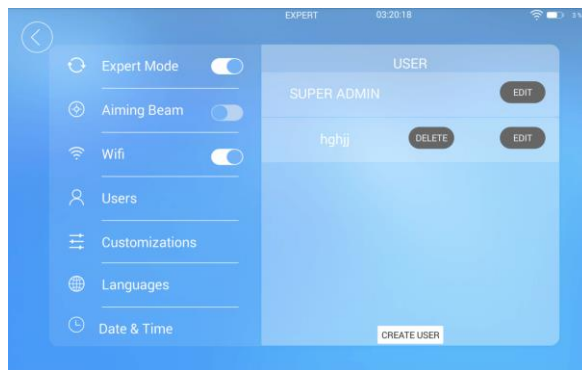 EXPERT 03:20:18
Expert Mode
Aiming Beam
Wifi
Users
Customizations
Languages
Date & Time
USER
SUPER ADMIN EDIT
hghjj DELETE EDIT
CREATE USER